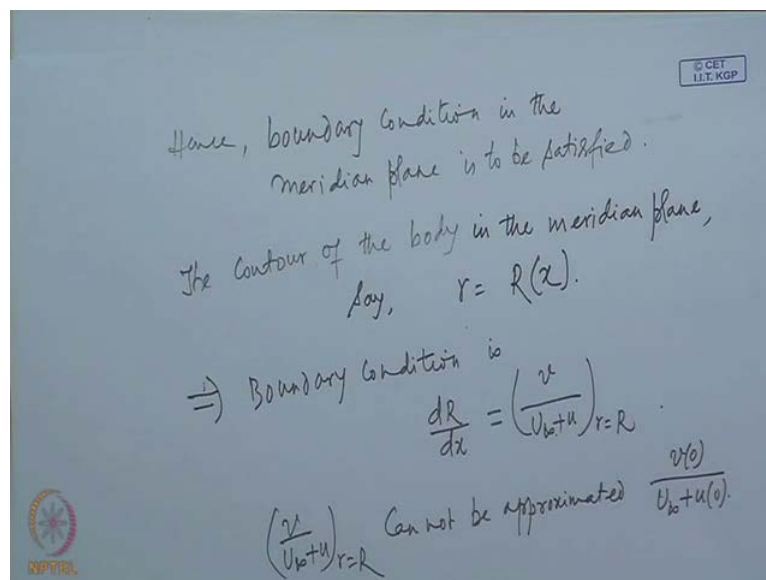 © CET
I.I.T. KGP
Hence, boundary condition in the
meridian plane is to be satisfied.
The contour of the body in the meridian plane,
say, r = R(x).
⇒) Boundary condition is
dR/dx = (v/(U∞+u))r=R .
(v/(U∞+u))r=R Can not be approximated v(0)/(U∞+u(0)).
NPTEL